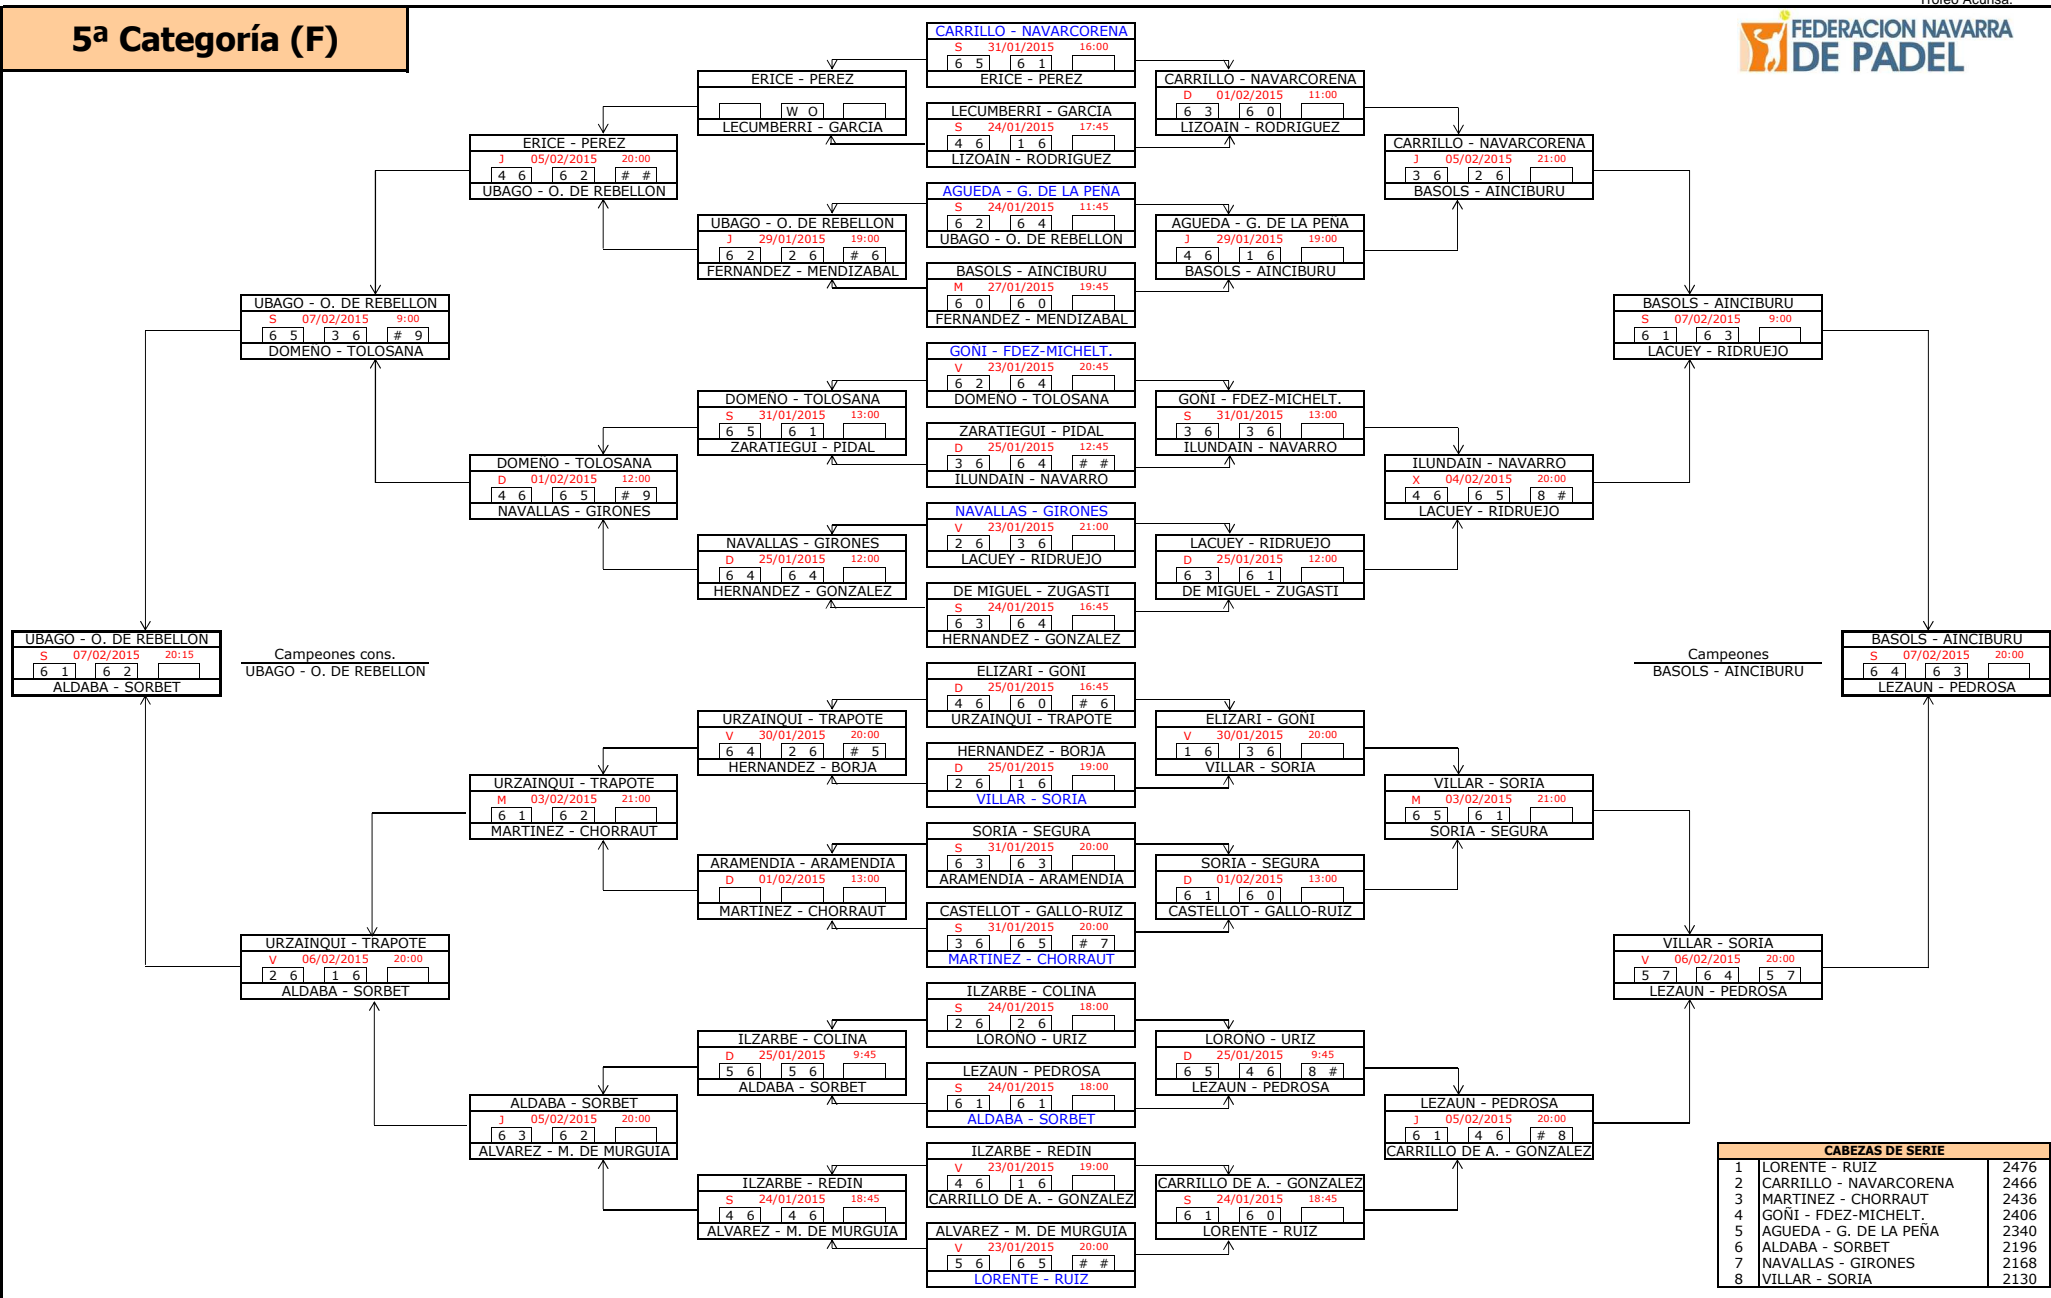 Trofeo Acunsa.
5ª Categoría (F)
FEDERACION NAVARRA
DE PADEL
UBAGO - O. DE REBELLON
S 07/02/2015 20:15
6 1 6 2
ALDABA - SORBET
Campeones cons.
UBAGO - O. DE REBELLON
UBAGO - O. DE REBELLON
S 07/02/2015 9:00
6 5 3 6 # 9
DOMEÑO - TOLOSANA
URZAINQUI - TRAPOTE
V 06/02/2015 20:00
2 6 1 6
ALDABA - SORBET
ERICE - PEREZ
J 05/02/2015 20:00
4 6 6 2 # #
UBAGO - O. DE REBELLON
DOMEÑO - TOLOSANA
D 01/02/2015 12:00
4 6 6 5 # 9
NAVALLAS - GIRONES
URZAINQUI - TRAPOTE
M 03/02/2015 21:00
6 1 6 2
MARTINEZ - CHORRAUT
ALDABA - SORBET
J 05/02/2015 20:00
6 3 6 2
ALVAREZ - M. DE MURGUIA
ERICE - PEREZ
W O
LECUMBERRI - GARCIA
UBAGO - O. DE REBELLON
J 29/01/2015 19:00
6 2 2 6 # 6
FERNANDEZ - MENDIZABAL
DOMEÑO - TOLOSANA
S 31/01/2015 13:00
6 5 6 1
ZARATIEGUI - PIDAL
NAVALLAS - GIRONES
D 25/01/2015 12:00
6 4 6 4
HERNANDEZ - GONZALEZ
URZAINQUI - TRAPOTE
V 30/01/2015 20:00
6 4 2 6 # 5
HERNANDEZ - BORJA
ARAMENDIA - ARAMENDIA
D 01/02/2015 13:00
MARTINEZ - CHORRAUT
ILZARBE - COLINA
D 25/01/2015 9:45
5 6 5 6
ALDABA - SORBET
ILZARBE - REDIN
S 24/01/2015 18:45
4 6 4 6
ALVAREZ - M. DE MURGUIA
CARRILLO - NAVARCORENA
S 31/01/2015 16:00
6 5 6 1
ERICE - PEREZ
LECUMBERRI - GARCIA
S 24/01/2015 17:45
4 6 1 6
LIZOAIN - RODRIGUEZ
AGUEDA - G. DE LA PEÑA
S 24/01/2015 11:45
6 2 6 4
UBAGO - O. DE REBELLON
BASOLS - AINCIBURU
M 27/01/2015 19:45
6 0 6 0
FERNANDEZ - MENDIZABAL
GOÑI - FDEZ-MICHELT.
V 23/01/2015 20:45
6 2 6 4
DOMEÑO - TOLOSANA
ZARATIEGUI - PIDAL
D 25/01/2015 12:45
3 6 6 4 # #
ILUNDAIN - NAVARRO
NAVALLAS - GIRONES
V 23/01/2015 21:00
2 6 3 6
LACUEY - RIDRUEJO
DE MIGUEL - ZUGASTI
S 24/01/2015 16:45
6 3 6 4
HERNANDEZ - GONZALEZ
ELIZARI - GOÑI
D 25/01/2015 16:45
4 6 6 0 # 6
URZAINQUI - TRAPOTE
HERNANDEZ - BORJA
D 25/01/2015 19:00
2 6 1 6
VILLAR - SORIA
SORIA - SEGURA
S 31/01/2015 20:00
6 3 6 3
ARAMENDIA - ARAMENDIA
CASTELLOT - GALLO-RUIZ
S 31/01/2015 20:00
3 6 6 5 # 7
MARTINEZ - CHORRAUT
ILZARBE - COLINA
S 24/01/2015 18:00
2 6 2 6
LOROÑO - URIZ
LEZAUN - PEDROSA
S 24/01/2015 18:00
6 1 6 1
ALDABA - SORBET
ILZARBE - REDIN
V 23/01/2015 19:00
4 6 1 6
CARRILLO DE A. - GONZALEZ
ALVAREZ - M. DE MURGUIA
V 23/01/2015 20:00
5 6 6 5 # #
LORENTE - RUIZ
CARRILLO - NAVARCORENA
D 01/02/2015 11:00
6 3 6 0
LIZOAIN - RODRIGUEZ
AGUEDA - G. DE LA PEÑA
J 29/01/2015 19:00
4 6 1 6
BASOLS - AINCIBURU
GOÑI - FDEZ-MICHELT.
S 31/01/2015 13:00
3 6 3 6
ILUNDAIN - NAVARRO
LACUEY - RIDRUEJO
D 25/01/2015 12:00
6 3 6 1
DE MIGUEL - ZUGASTI
ELIZARI - GOÑI
V 30/01/2015 20:00
1 6 3 6
VILLAR - SORIA
SORIA - SEGURA
D 01/02/2015 13:00
6 1 6 0
CASTELLOT - GALLO-RUIZ
LOROÑO - URIZ
D 25/01/2015 9:45
6 5 4 6 8 #
LEZAUN - PEDROSA
CARRILLO DE A. - GONZALEZ
S 24/01/2015 18:45
6 1 6 0
LORENTE - RUIZ
CARRILLO - NAVARCORENA
J 05/02/2015 21:00
3 6 2 6
BASOLS - AINCIBURU
ILUNDAIN - NAVARRO
X 04/02/2015 20:00
4 6 6 5 8 #
LACUEY - RIDRUEJO
VILLAR - SORIA
M 03/02/2015 21:00
6 5 6 1
SORIA - SEGURA
LEZAUN - PEDROSA
J 05/02/2015 20:00
6 1 4 6 # 8
CARRILLO DE A. - GONZALEZ
BASOLS - AINCIBURU
S 07/02/2015 9:00
6 1 6 3
LACUEY - RIDRUEJO
VILLAR - SORIA
V 06/02/2015 20:00
5 7 6 4 5 7
LEZAUN - PEDROSA
Campeones
BASOLS - AINCIBURU
BASOLS - AINCIBURU
S 07/02/2015 20:00
6 4 6 3
LEZAUN - PEDROSA
CABEZAS DE SERIE
1 LORENTE - RUIZ 2476
2 CARRILLO - NAVARCORENA 2466
3 MARTINEZ - CHORRAUT 2436
4 GOÑI - FDEZ-MICHELT. 2406
5 AGUEDA - G. DE LA PEÑA 2340
6 ALDABA - SORBET 2196
7 NAVALLAS - GIRONES 2168
8 VILLAR - SORIA 2130